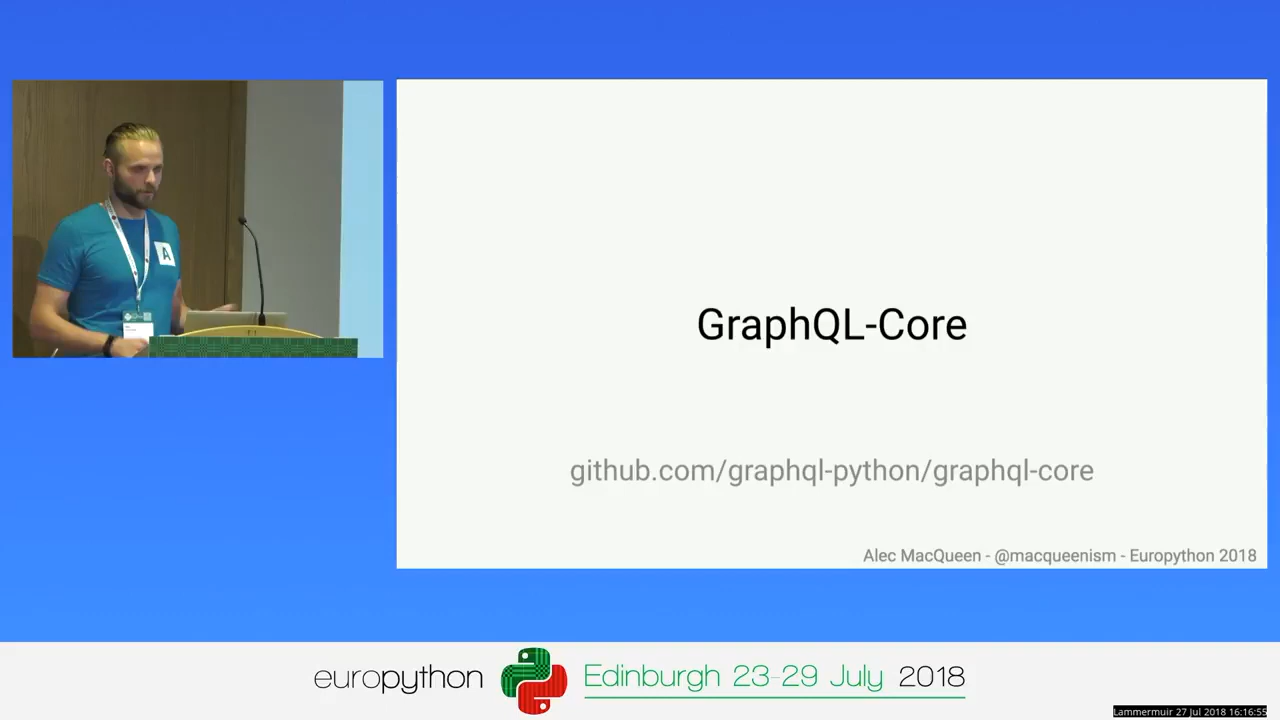 A
GraphQL-Core
github.com/graphql-python/graphql-core
Alec MacQueen - @macqueenism - Europython 2018
europython
Edinburgh 23-29 July 2018
Lammermuir 27 Jul 2018 16:16:55